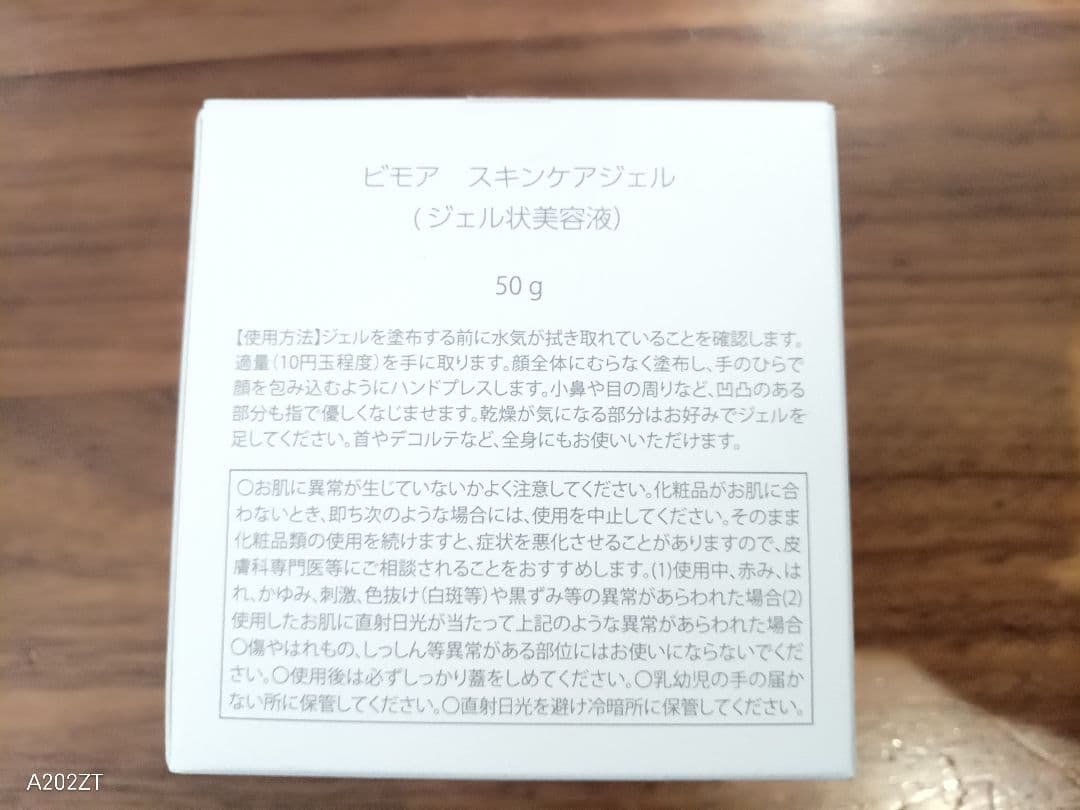 ビモア　スキンケアジェル
(ジェル状美容液)
50 g
【使用方法】ジェルを塗布する前に水気が拭き取れていることを確認します。
適量(10円玉程度)を手に取ります。顔全体にむらなく塗布し、手のひらで
顔を包み込むようにハンドプレスします。小鼻や目の周りなど、凹凸のある
部分も指で優しくなじませます。乾燥が気になる部分はお好みでジェルを
足してください。首やデコルテなど、全身にもお使いいただけます。
〇お肌に異常が生じていないかよく注意してください。化粧品がお肌に合
わないとき、即ち次のような場合には、使用を中止してください。そのまま
化粧品類の使用を続けますと、症状を悪化させることがありますので、皮
膚科専門医等にご相談されることをおすすめします。(1)使用中、赤み、は
れ、かゆみ、刺激、色抜け(白斑等)や黒ずみ等の異常があらわれた場合(2)
使用したお肌に直射日光が当たって上記のような異常があらわれた場合
〇傷やはれもの、しっしん等異常がある部位にはお使いにならないでくだ
さい。〇使用後は必ずしっかり蓋をしめてください。〇乳幼児の手の届か
ない所に保管してください。〇直射日光を避け冷暗所に保管してください。
A202ZT